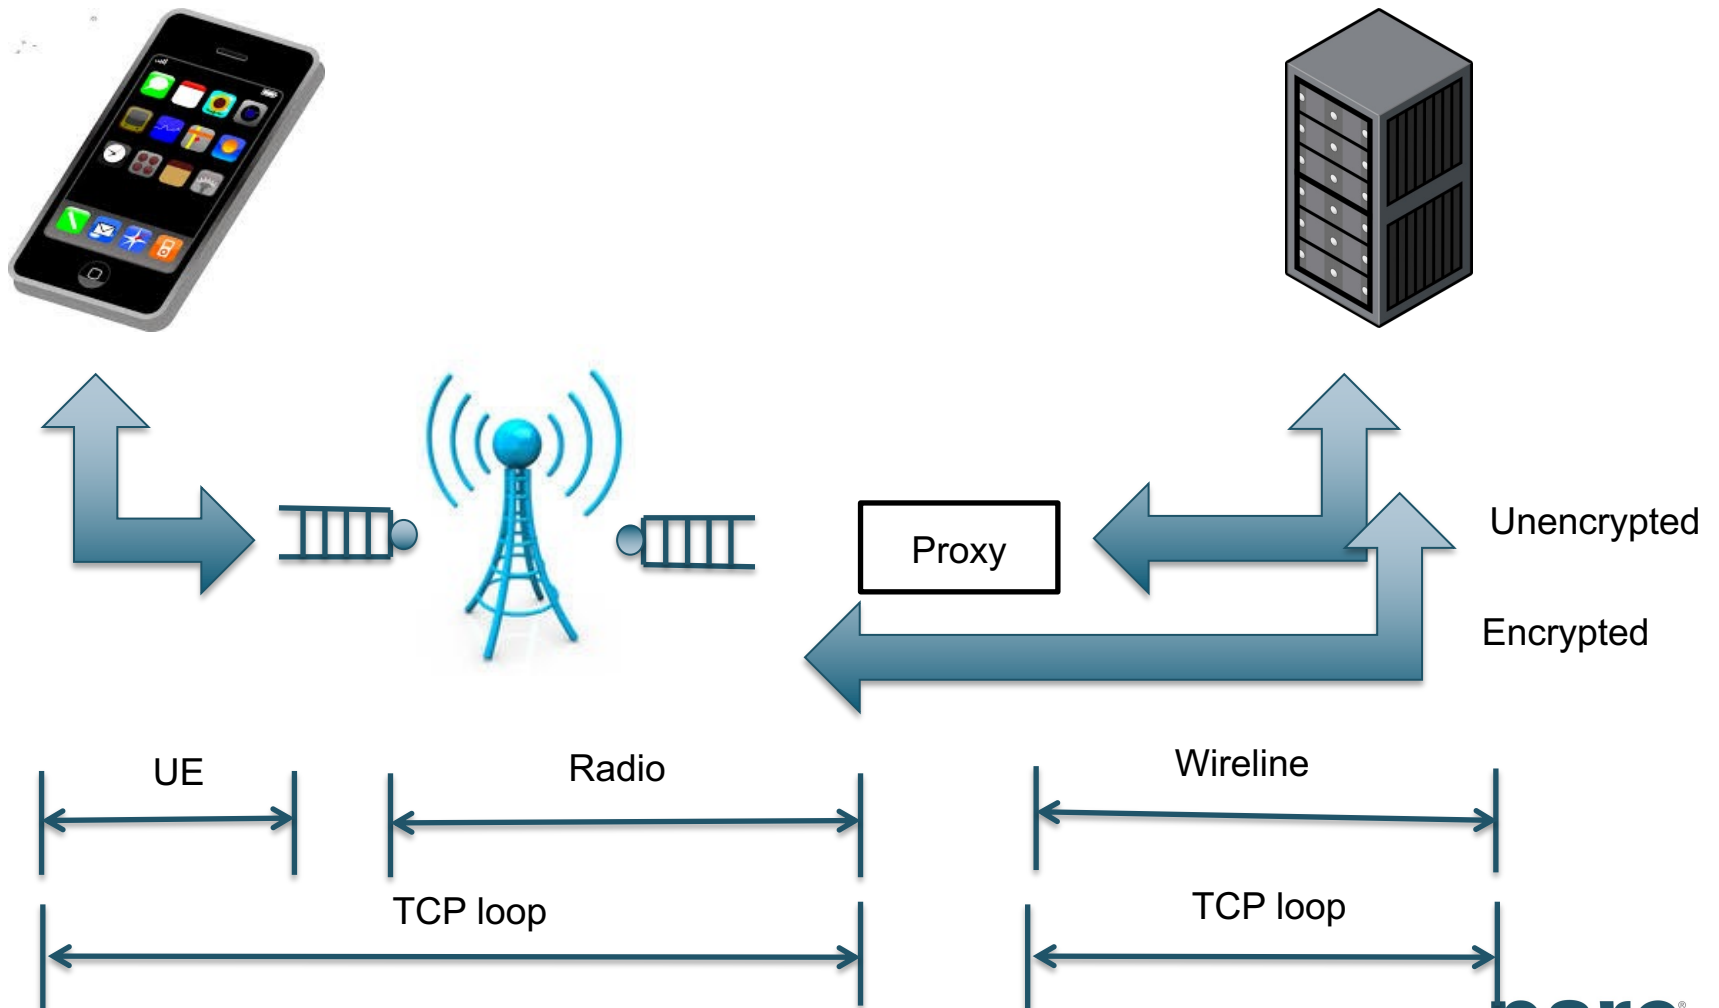 Proxy
Unencrypted
Encrypted
UE
Radio
Wireline
TCP loop
TCP loop